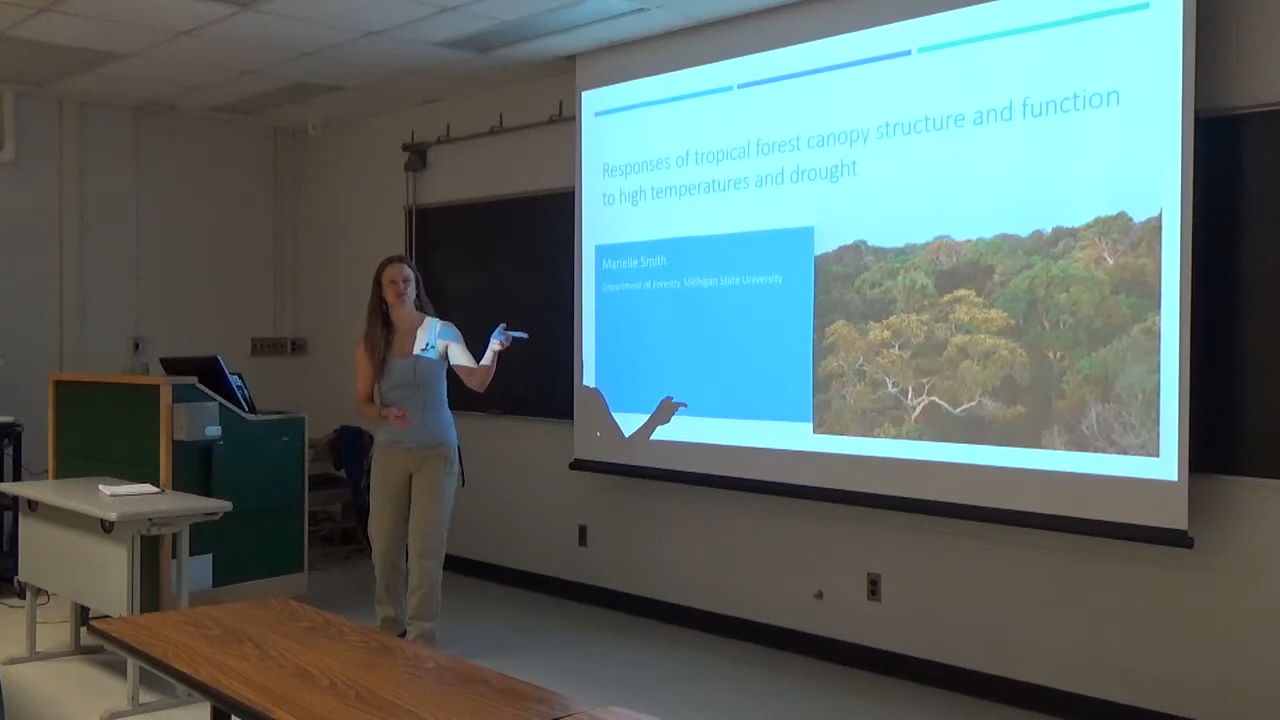 Responses of tropical forest canopy structure and function
to high temperatures and drought
Marielle Smith
Department of Forestry, Michigan State University